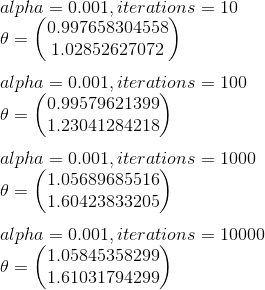 alpha = 0.001, iterations = 10
θ = (0.997658304558
1.02852627072)
alpha = 0.001, iterations = 100
θ = (0.99579621399
1.23041284218)
alpha = 0.001, iterations = 1000
θ = (1.05689685516
1.60423833205)
alpha = 0.001, iterations = 10000
θ = (1.05845358299
1.61031794299)